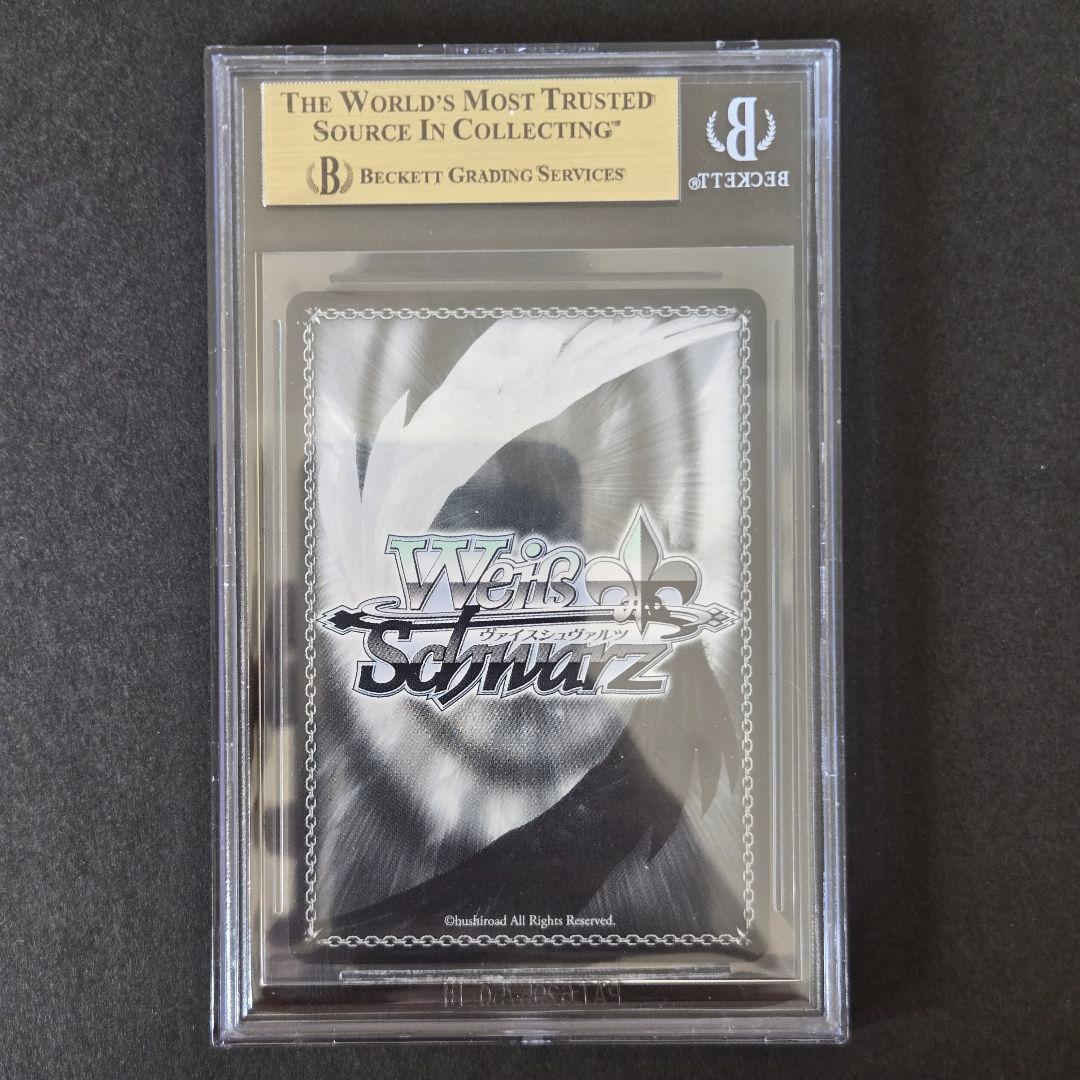 THE WORLD'S MOST TRUSTED
SOURCE IN COLLECTING™
B BECKETT GRADING SERVICES
B
BECKETT®
Weiß
ヴァイスシュヴァルツ
Schwarz
©bushiroad All Rights Reserved.